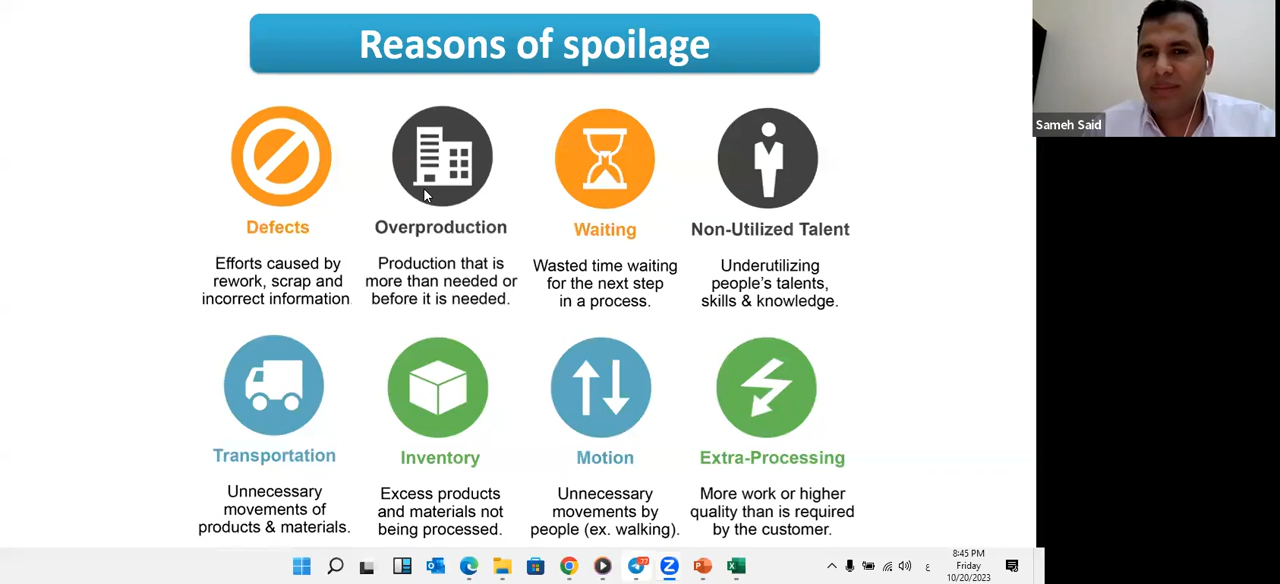 Reasons of spoilage
Sameh Said
Defects
Efforts caused by
rework, scrap and
incorrect information.
Overproduction
Production that is
more than needed or
before it is needed.
Waiting
Wasted time waiting
for the next step
in a process.
Non-Utilized Talent
Underutilizing
people's talents,
skills & knowledge.
Transportation
Unnecessary
movements of
products & materials.
Inventory
Excess products
and materials not
being processed.
Motion
Unnecessary
movements by
people (ex. walking).
Extra-Processing
More work or higher
quality than is required
by the customer.
ع
8:45 PM
Friday
10/20/2023